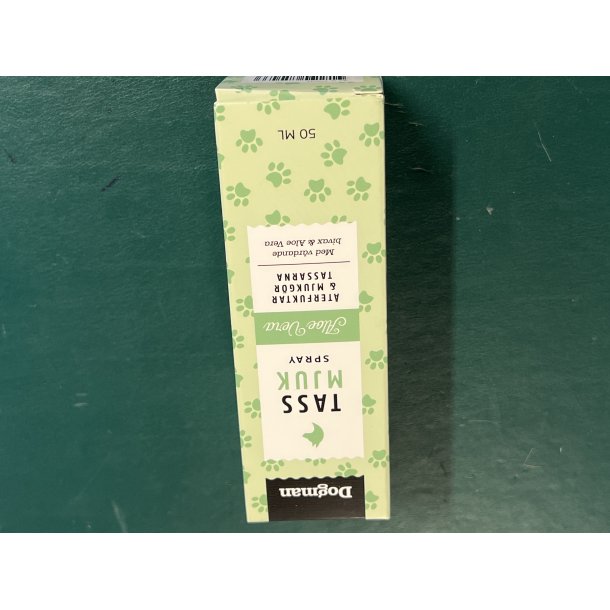 Dogman
TASS
MJUK
SPRAY
Aloe Vera
ÅTERFUKTAR
& MJUKGÖR
TASSARNA
Med vårdande
bivax & Aloe Vera
50 ML